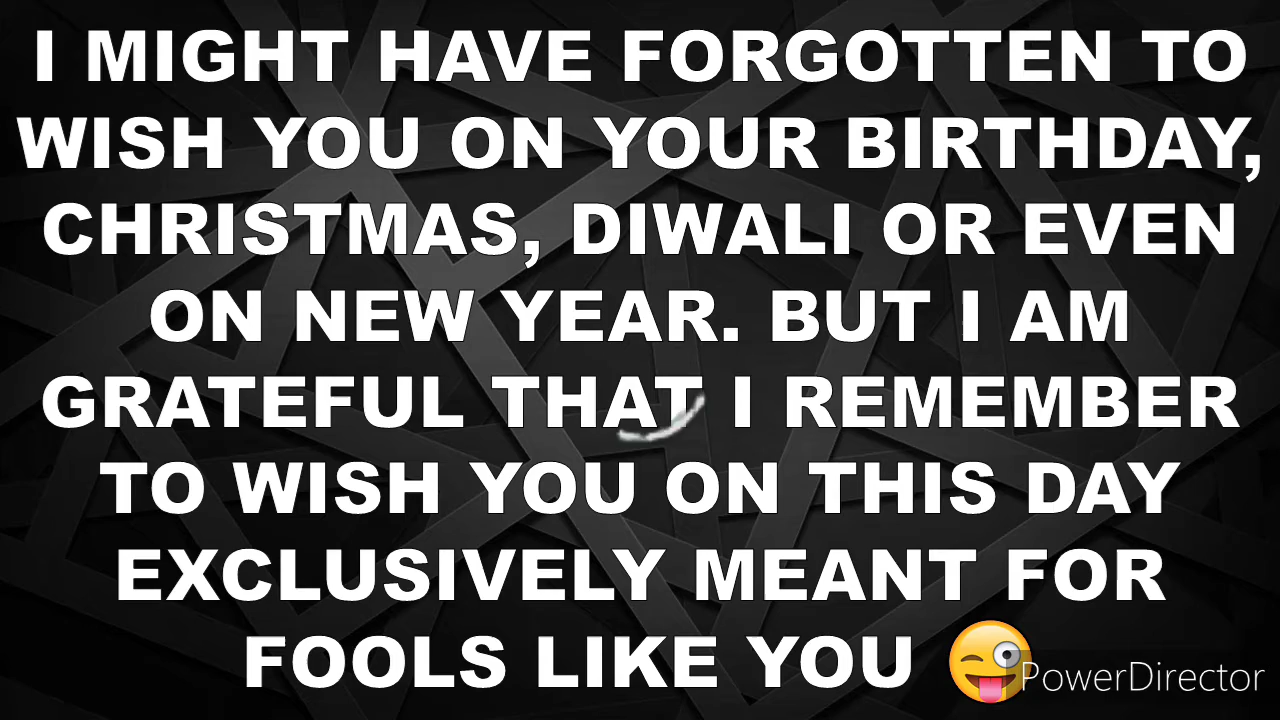 I MIGHT HAVE FORGOTTEN TO
WISH YOU ON YOUR BIRTHDAY,
CHRISTMAS, DIWALI OR EVEN
ON NEW YEAR. BUT I AM
GRATEFUL THAT I REMEMBER
TO WISH YOU ON THIS DAY
EXCLUSIVELY MEANT FOR
FOOLS LIKE YOU 😜
PowerDirector